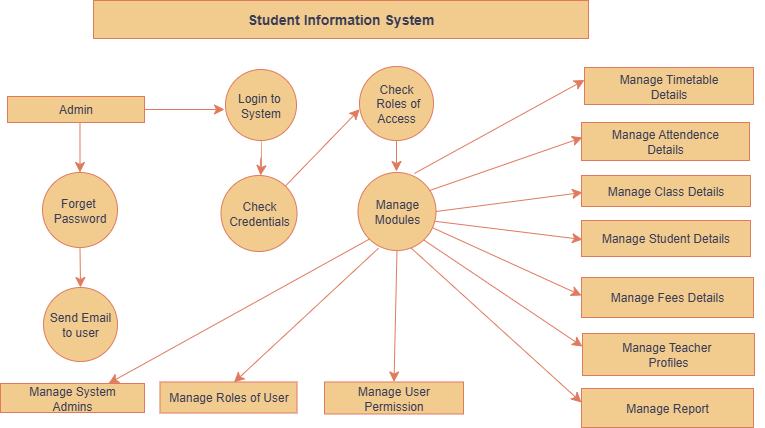 Student Information System
Admin
Login to
System
Check
Roles of
Access
Manage Timetable
Details
Manage Attendence
Details
Forget
Password
Check
Credentials
Manage
Modules
Manage Class Details
Manage Student Details
Send Email
to user
Manage Fees Details
Manage Teacher
Profiles
Manage System
Admins
Manage Roles of User
Manage User
Permission
Manage Report